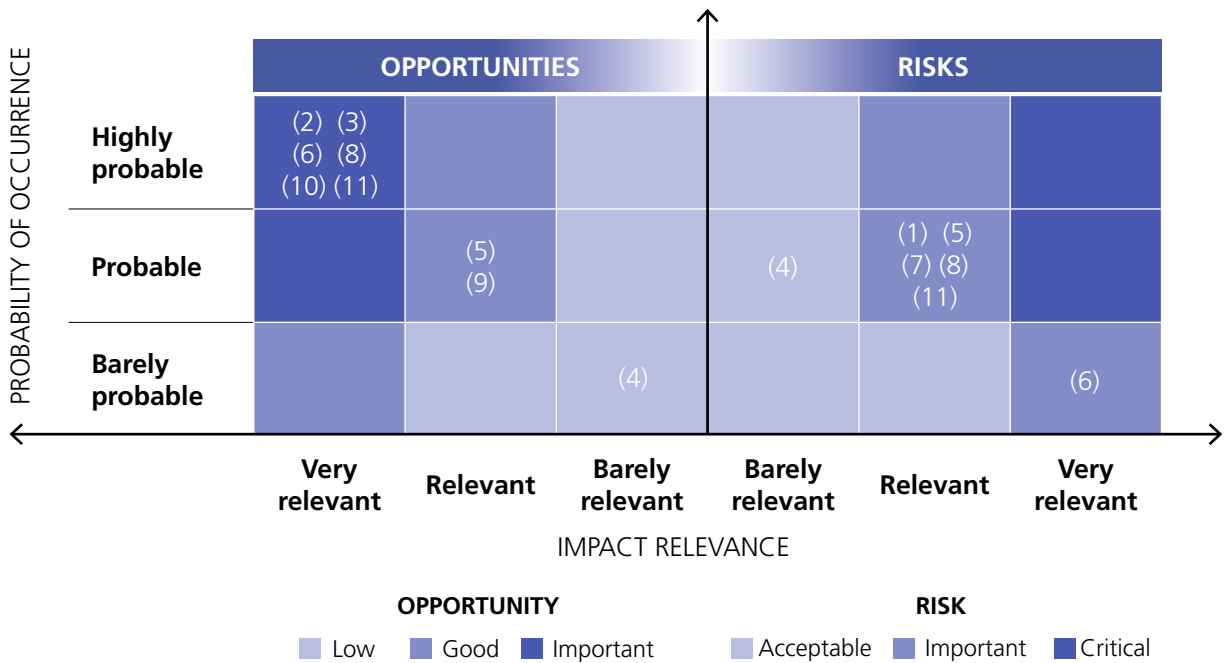 PROBABILITY OF OCCURRENCE
OPPORTUNITIES RISKS
Highly
probable
(2) (3)
(6) (8)
(10) (11)
Probable
(5)
(9)
(4)
(1) (5)
(7) (8)
(11)
Barely
probable
(4)
(6)
Very
relevant
Relevant
Barely
relevant
Barely
relevant
Relevant
Very
relevant
IMPACT RELEVANCE
OPPORTUNITY
Low Good Important
RISK
Acceptable Important Critical